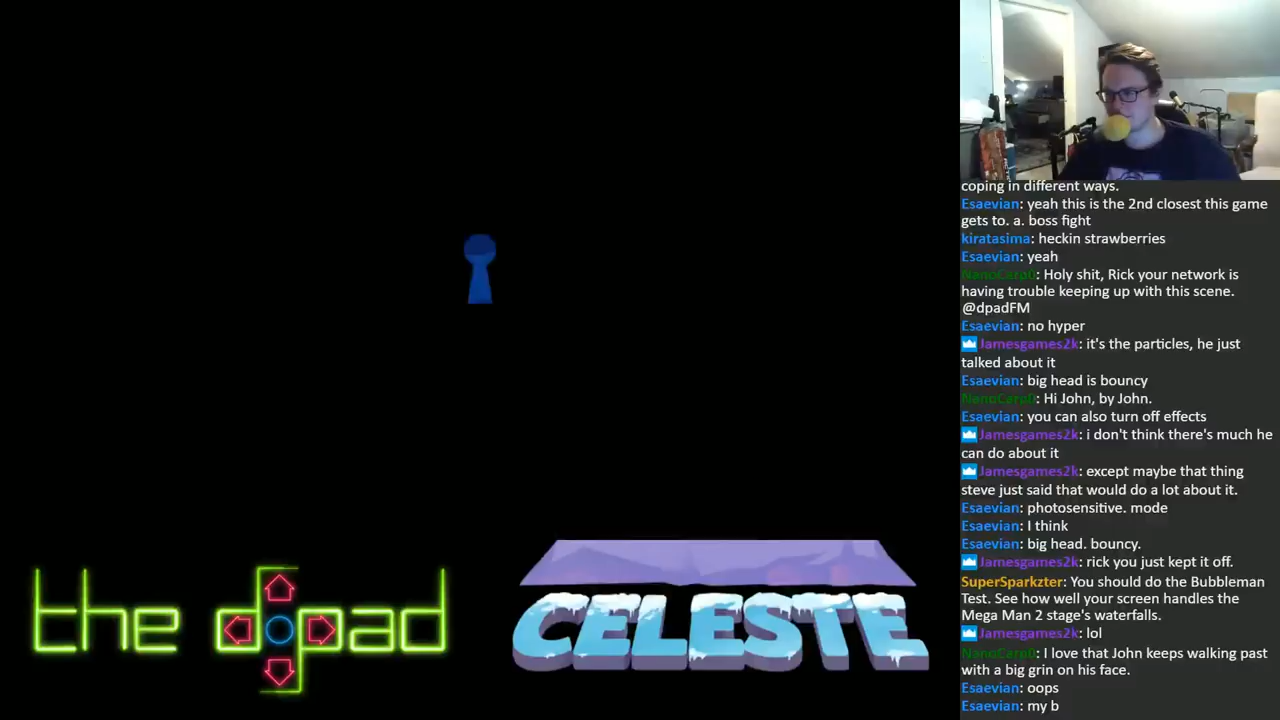 coping in different ways.
Esaevian: yeah this is the 2nd closest this game
gets to. a. boss fight
kiratasima: heckin strawberries
Esaevian: yeah
NanoCarp0: Holy shit, Rick your network is
having trouble keeping up with this scene.
@dpadFM
Esaevian: no hyper
Jamesgames2k: it's the particles, he just
talked about it
Esaevian: big head is bouncy
NanoCarp0: Hi John, by John.
Esaevian: you can also turn off effects
Jamesgames2k: i don't think there's much he
can do about it
Jamesgames2k: except maybe that thing
steve just said that would do a lot about it.
Esaevian: photosensitive. mode
Esaevian: I think
Esaevian: big head. bouncy.
Jamesgames2k: rick you just kept it off.
SuperSparkzter: You should do the Bubbleman
Test. See how well your screen handles the
Mega Man 2 stage's waterfalls.
Jamesgames2k: lol
NanoCarp0: I love that John keeps walking past
with a big grin on his face.
Esaevian: oops
Esaevian: my b
the dpad
CELESTE